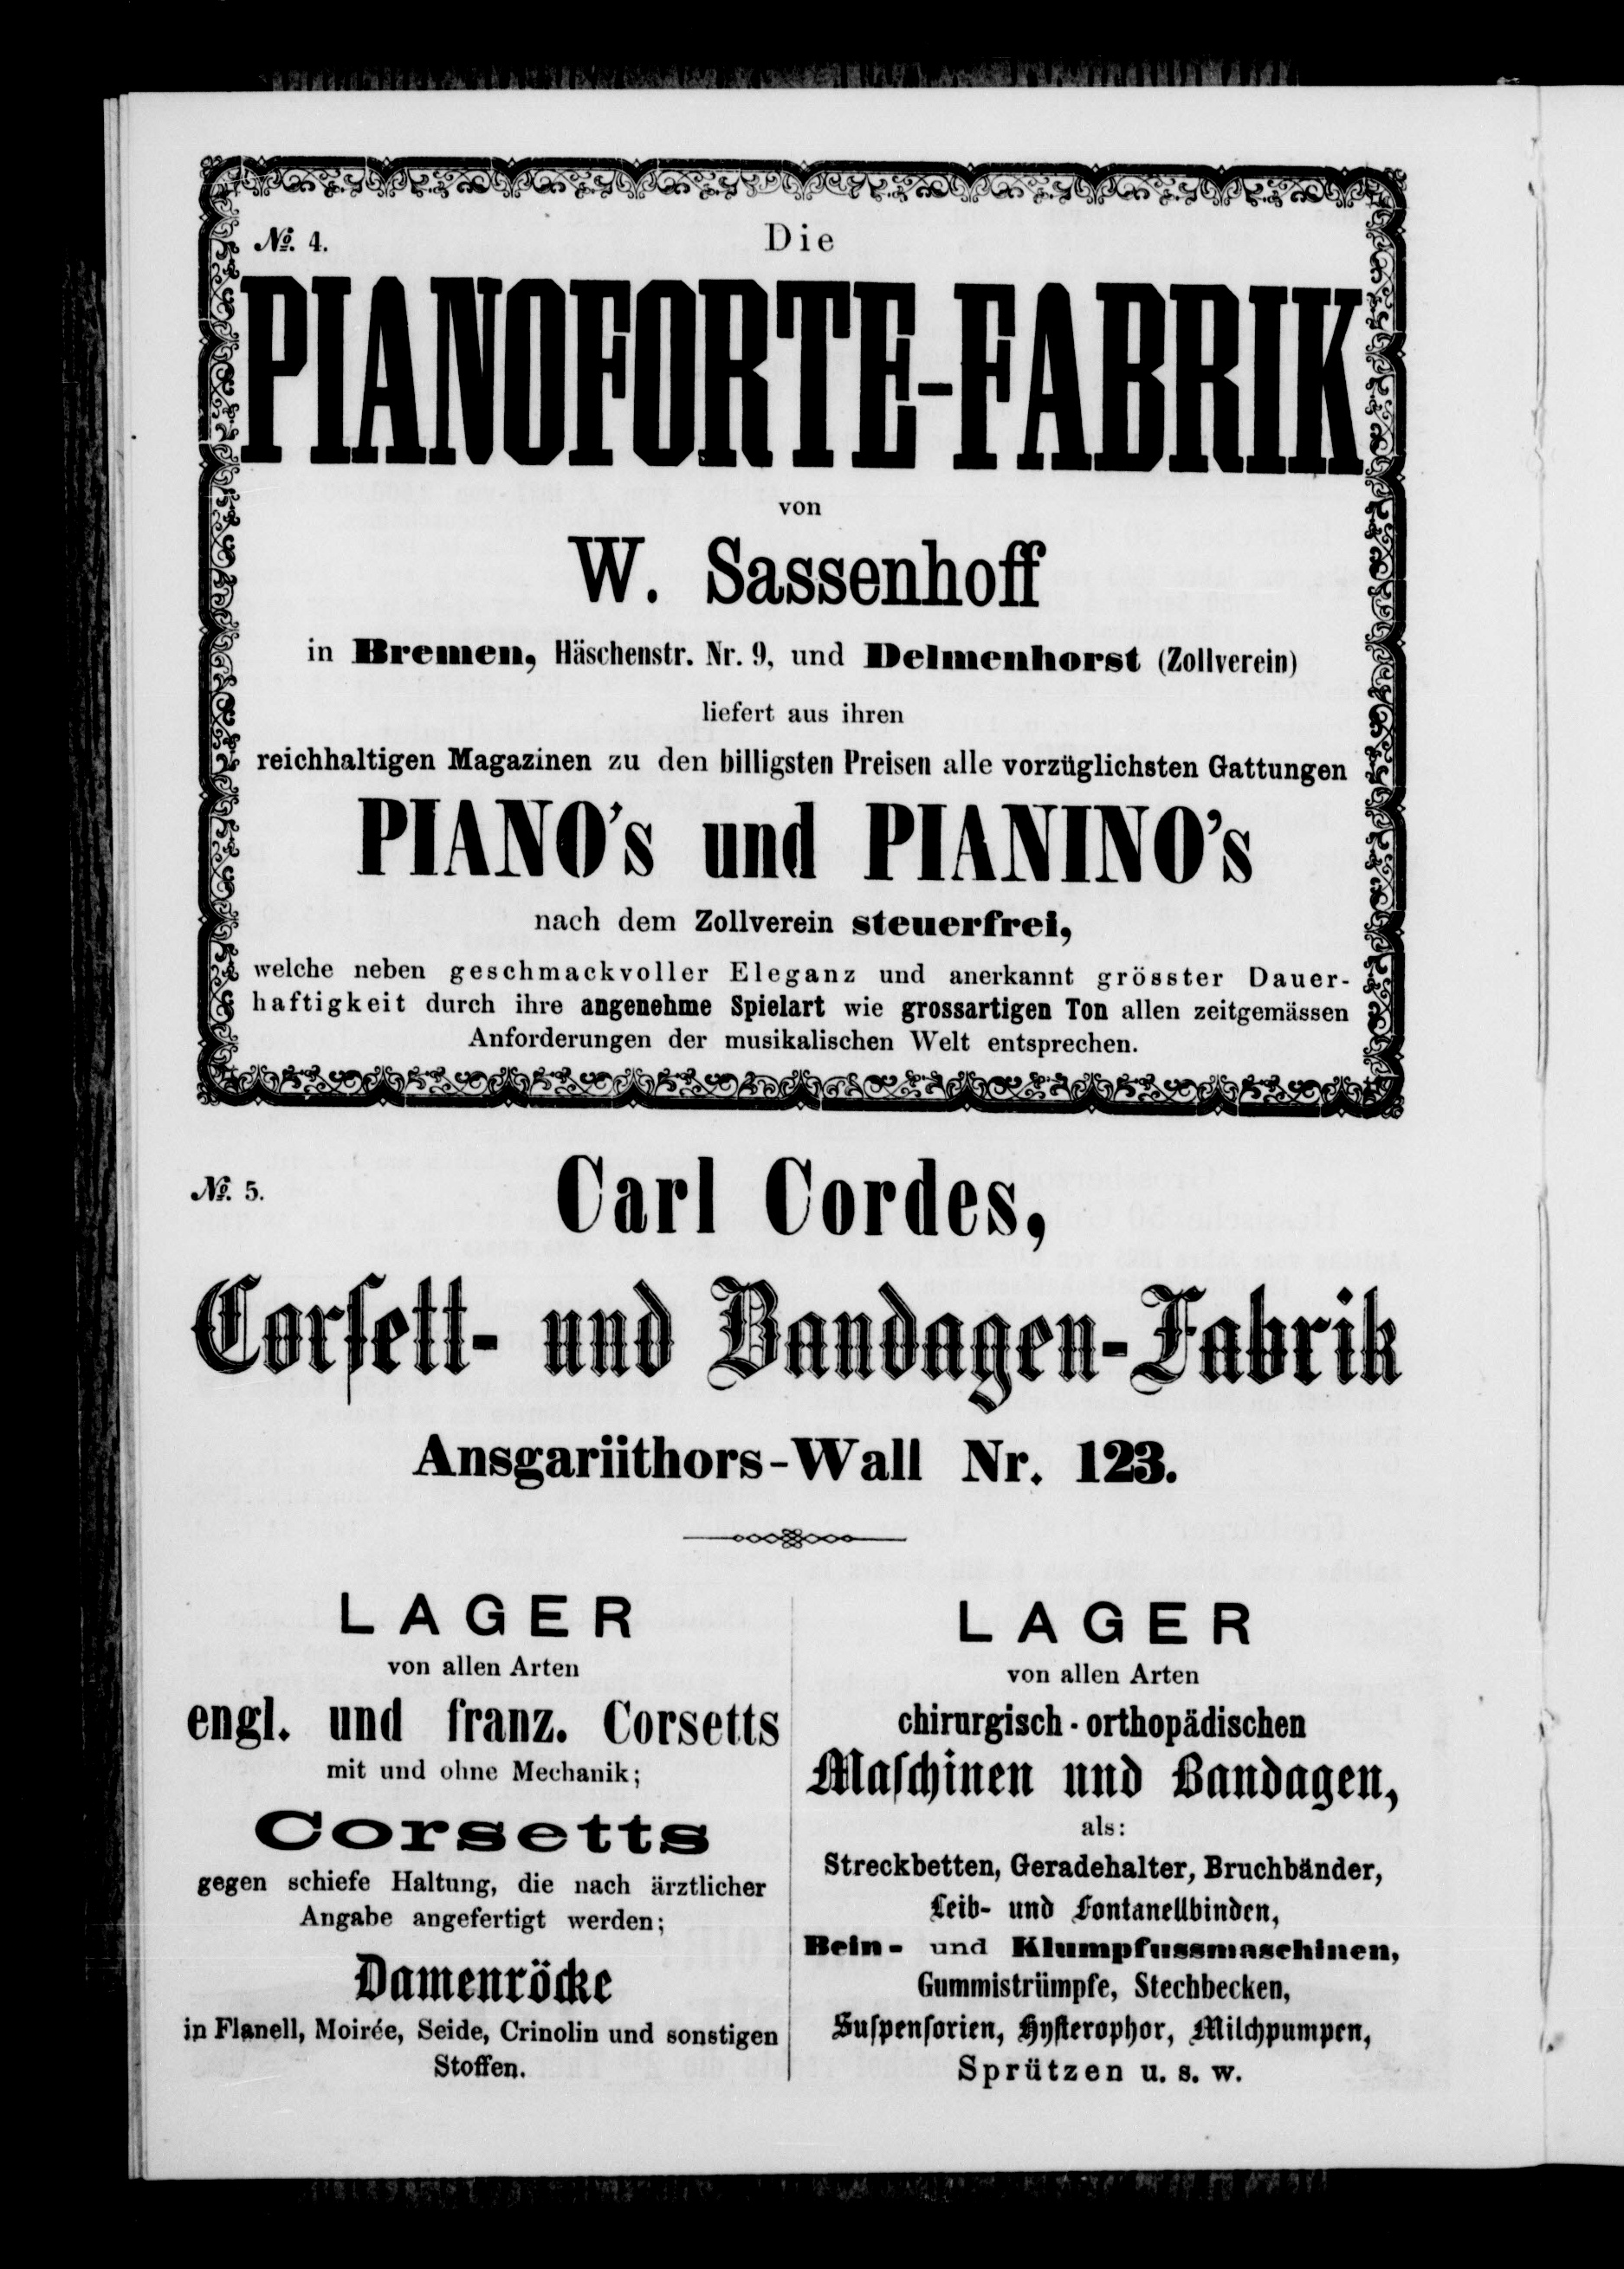 № 4.
Die
PIANOFORTE-FABRIK
von
W. Sassenhoff
in Bremen, Häschenstr. Nr. 9, und Delmenhorst (Zollverein)
liefert aus ihren
reichhaltigen Magazinen zu den billigsten Preisen alle vorzüglichsten Gattungen
PIANO's und PIANINO's
nach dem Zollverein steuerfrei,
welche neben geschmackvoller Eleganz und anerkannt grösster Dauer-
haftigkeit durch ihre angenehme Spielart wie grossartigen Ton allen zeitgemässen
Anforderungen der musikalischen Welt entsprechen.
№ 5.
Carl Cordes,
Corſett- und Bandagen-Fabrik
Ansgariithors-Wall Nr. 123.
LAGER
von allen Arten
engl. und franz. Corsetts
mit und ohne Mechanik;
Corsetts
gegen schiefe Haltung, die nach ärztlicher
Angabe angefertigt werden;
Damenröcke
in Flanell, Moirée, Seide, Crinolin und sonstigen
Stoffen.
LAGER
von allen Arten
chirurgisch-orthopädischen
Maſchinen und Bandagen,
als:
Streckbetten, Geradehalter, Bruchbänder,
Leib- und Fontanellbinden,
Bein- und Klumpfussmaschinen,
Gummistrümpfe, Stechbecken,
Suſpenſorien, Hyſterophor, Milchpumpen,
Sprützen u. s. w.